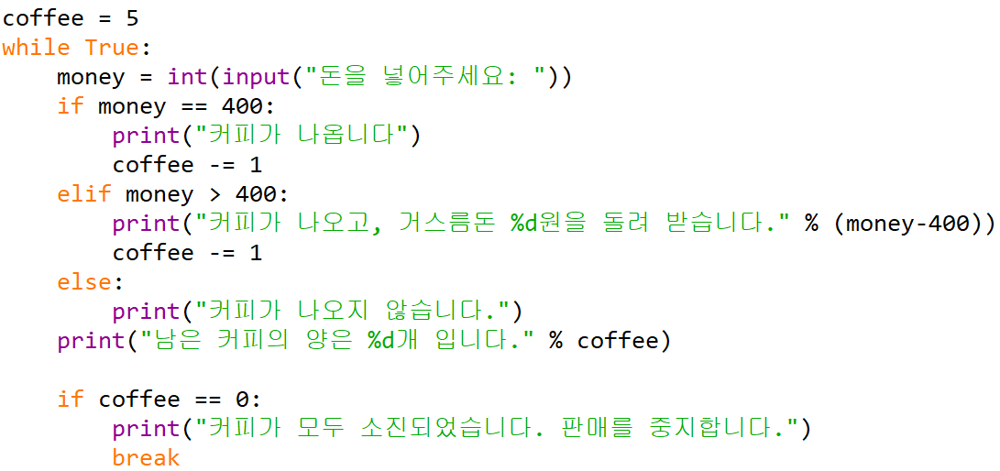 coffee = 5
while True:
    money = int(input("돈을 넣어주세요: "))
    if money == 400:
        print("커피가 나옵니다")
        coffee -= 1
    elif money > 400:
        print("커피가 나오고, 거스름돈 %d원을 돌려 받습니다." % (money-400))
        coffee -= 1
    else:
        print("커피가 나오지 않습니다.")
    print("남은 커피의 양은 %d개 입니다." % coffee)

    if coffee == 0:
        print("커피가 모두 소진되었습니다. 판매를 중지합니다.")
        break